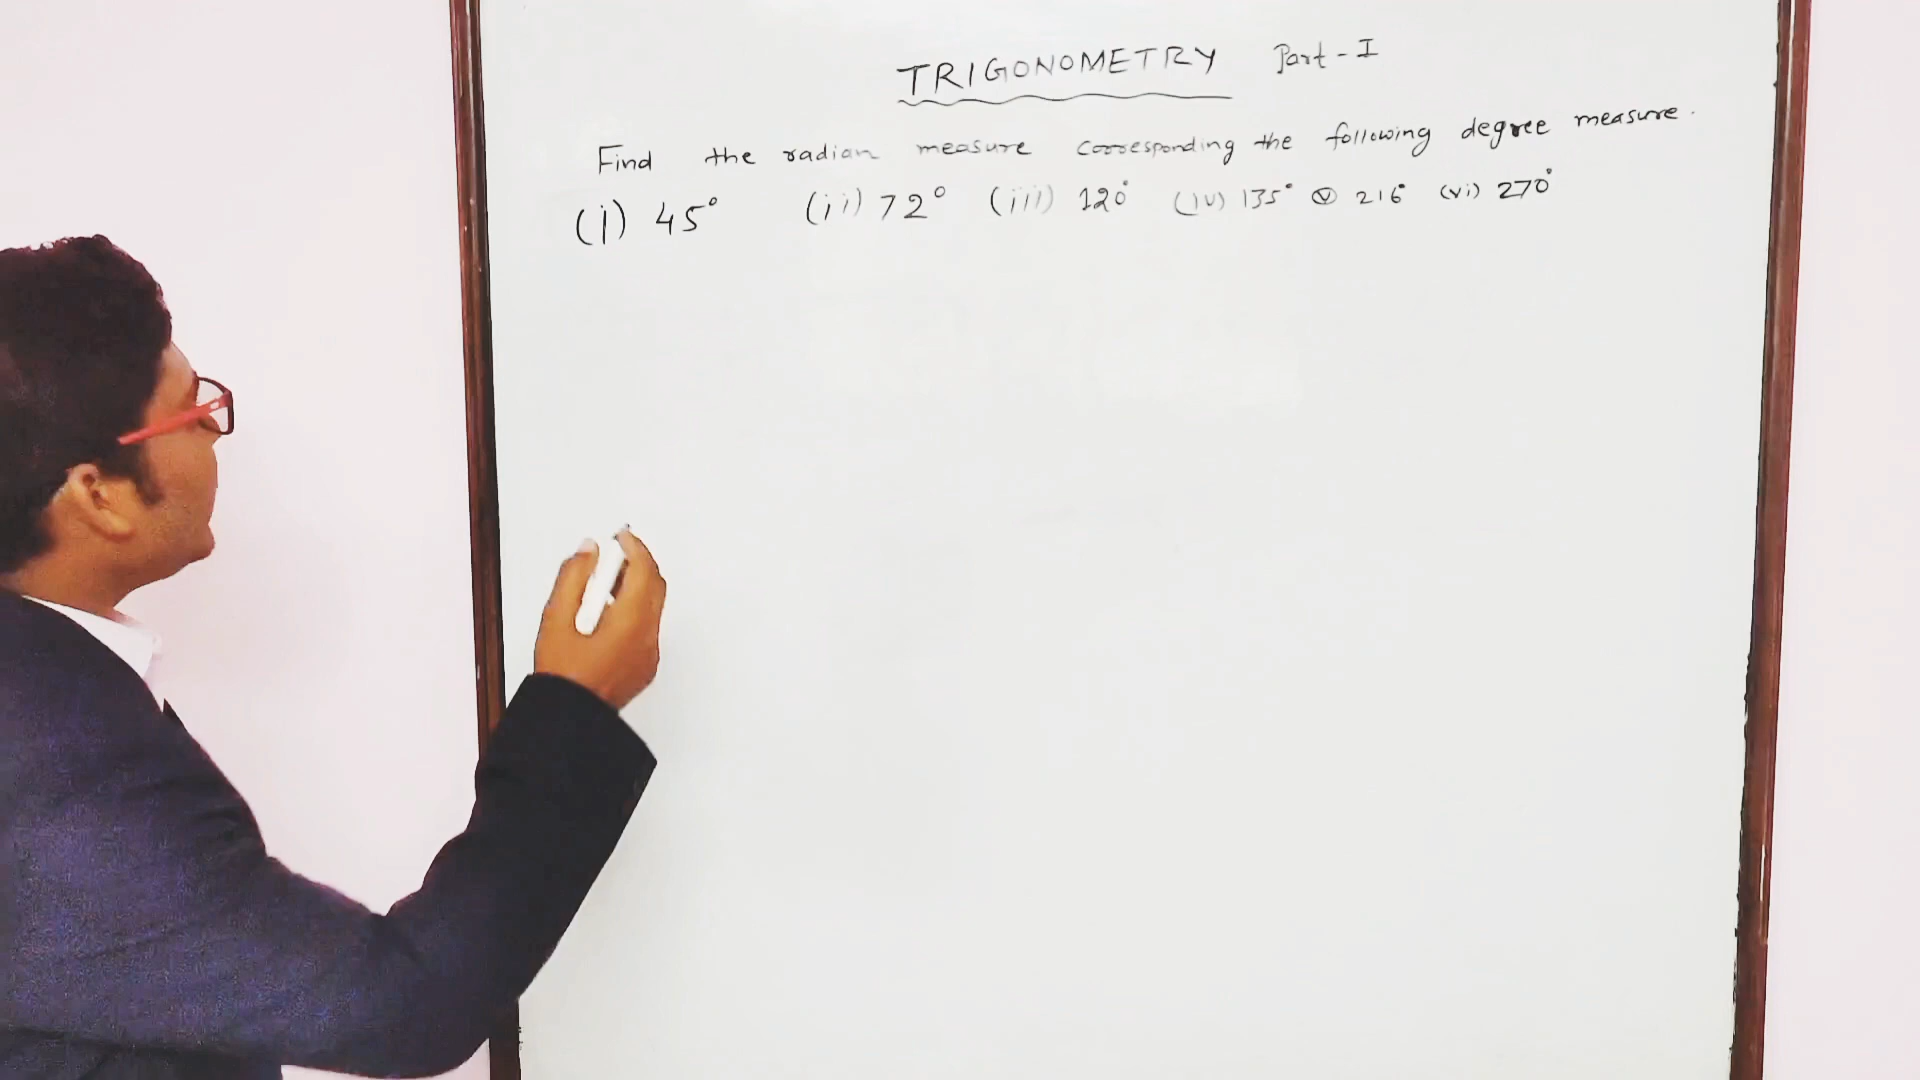 TRIGONOMETRY Part - I
Find the radian measure corresponding the following degree measure.
(i) 45° (ii) 72° (iii) 120° (iv) 135° (v) 216° (vi) 270°